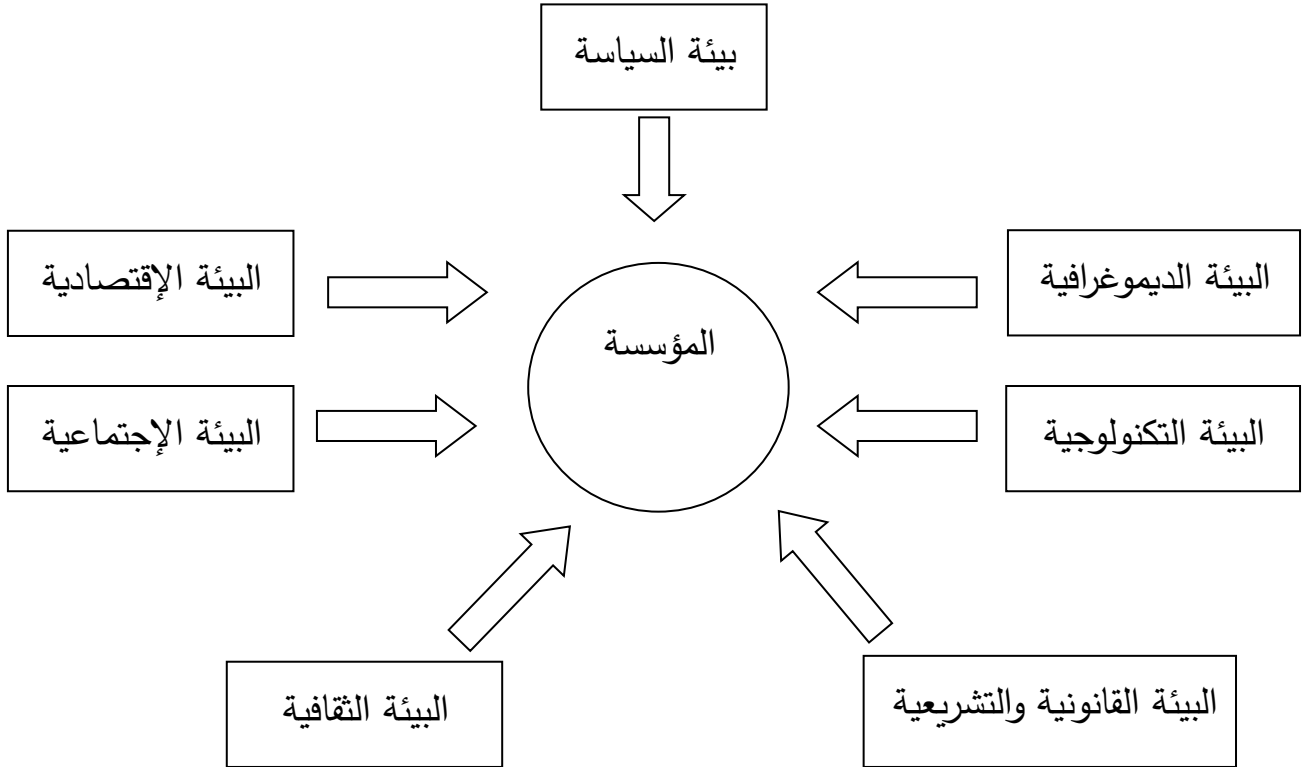 بيئة السياسة
البيئة الديموغرافية
البيئة الإقتصادية
المؤسسة
البيئة التكنولوجية
البيئة الإجتماعية
البيئة القانونية والتشريعية
البيئة الثقافية